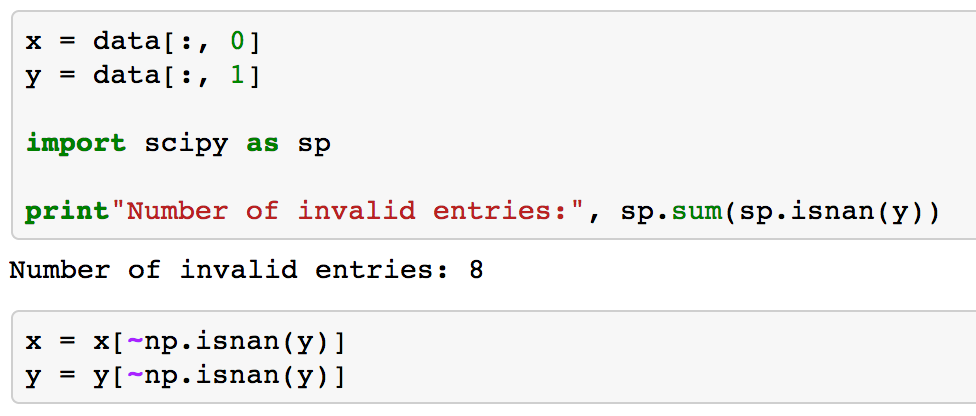 x = data[:, 0]
y = data[:, 1]
import scipy as sp
print"Number of invalid entries:", sp.sum(sp.isnan(y))
Number of invalid entries: 8
x = x[~np.isnan(y)]
y = y[~np.isnan(y)]